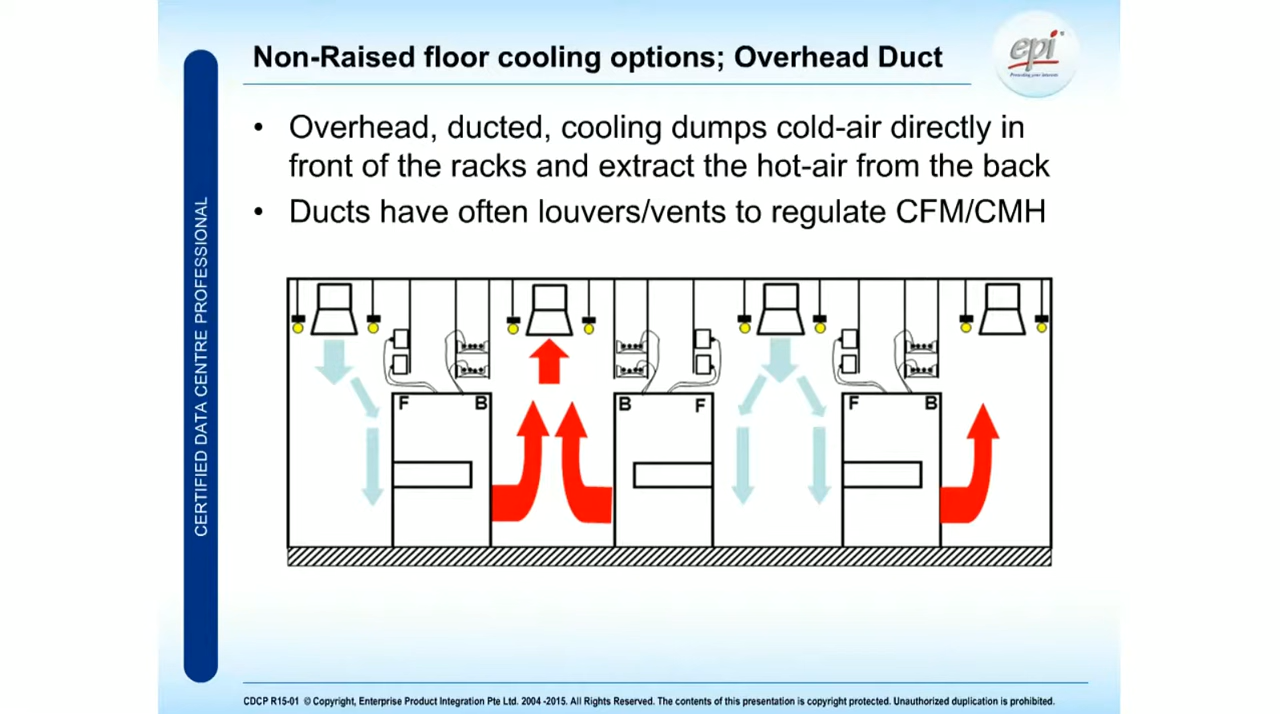 Non-Raised floor cooling options; Overhead Duct
epi
Providing your interests
• Overhead, ducted, cooling dumps cold-air directly in
front of the racks and extract the hot-air from the back
• Ducts have often louvers/vents to regulate CFM/CMH
CERTIFIED DATA CENTRE PROFESSIONAL
F B B F F B
CDCP R15-01 © Copyright, Enterprise Product Integration Pte Ltd. 2004 -2015. All Rights Reserved. The contents of this presentation is copyright protected. Unauthorized duplication is prohibited.